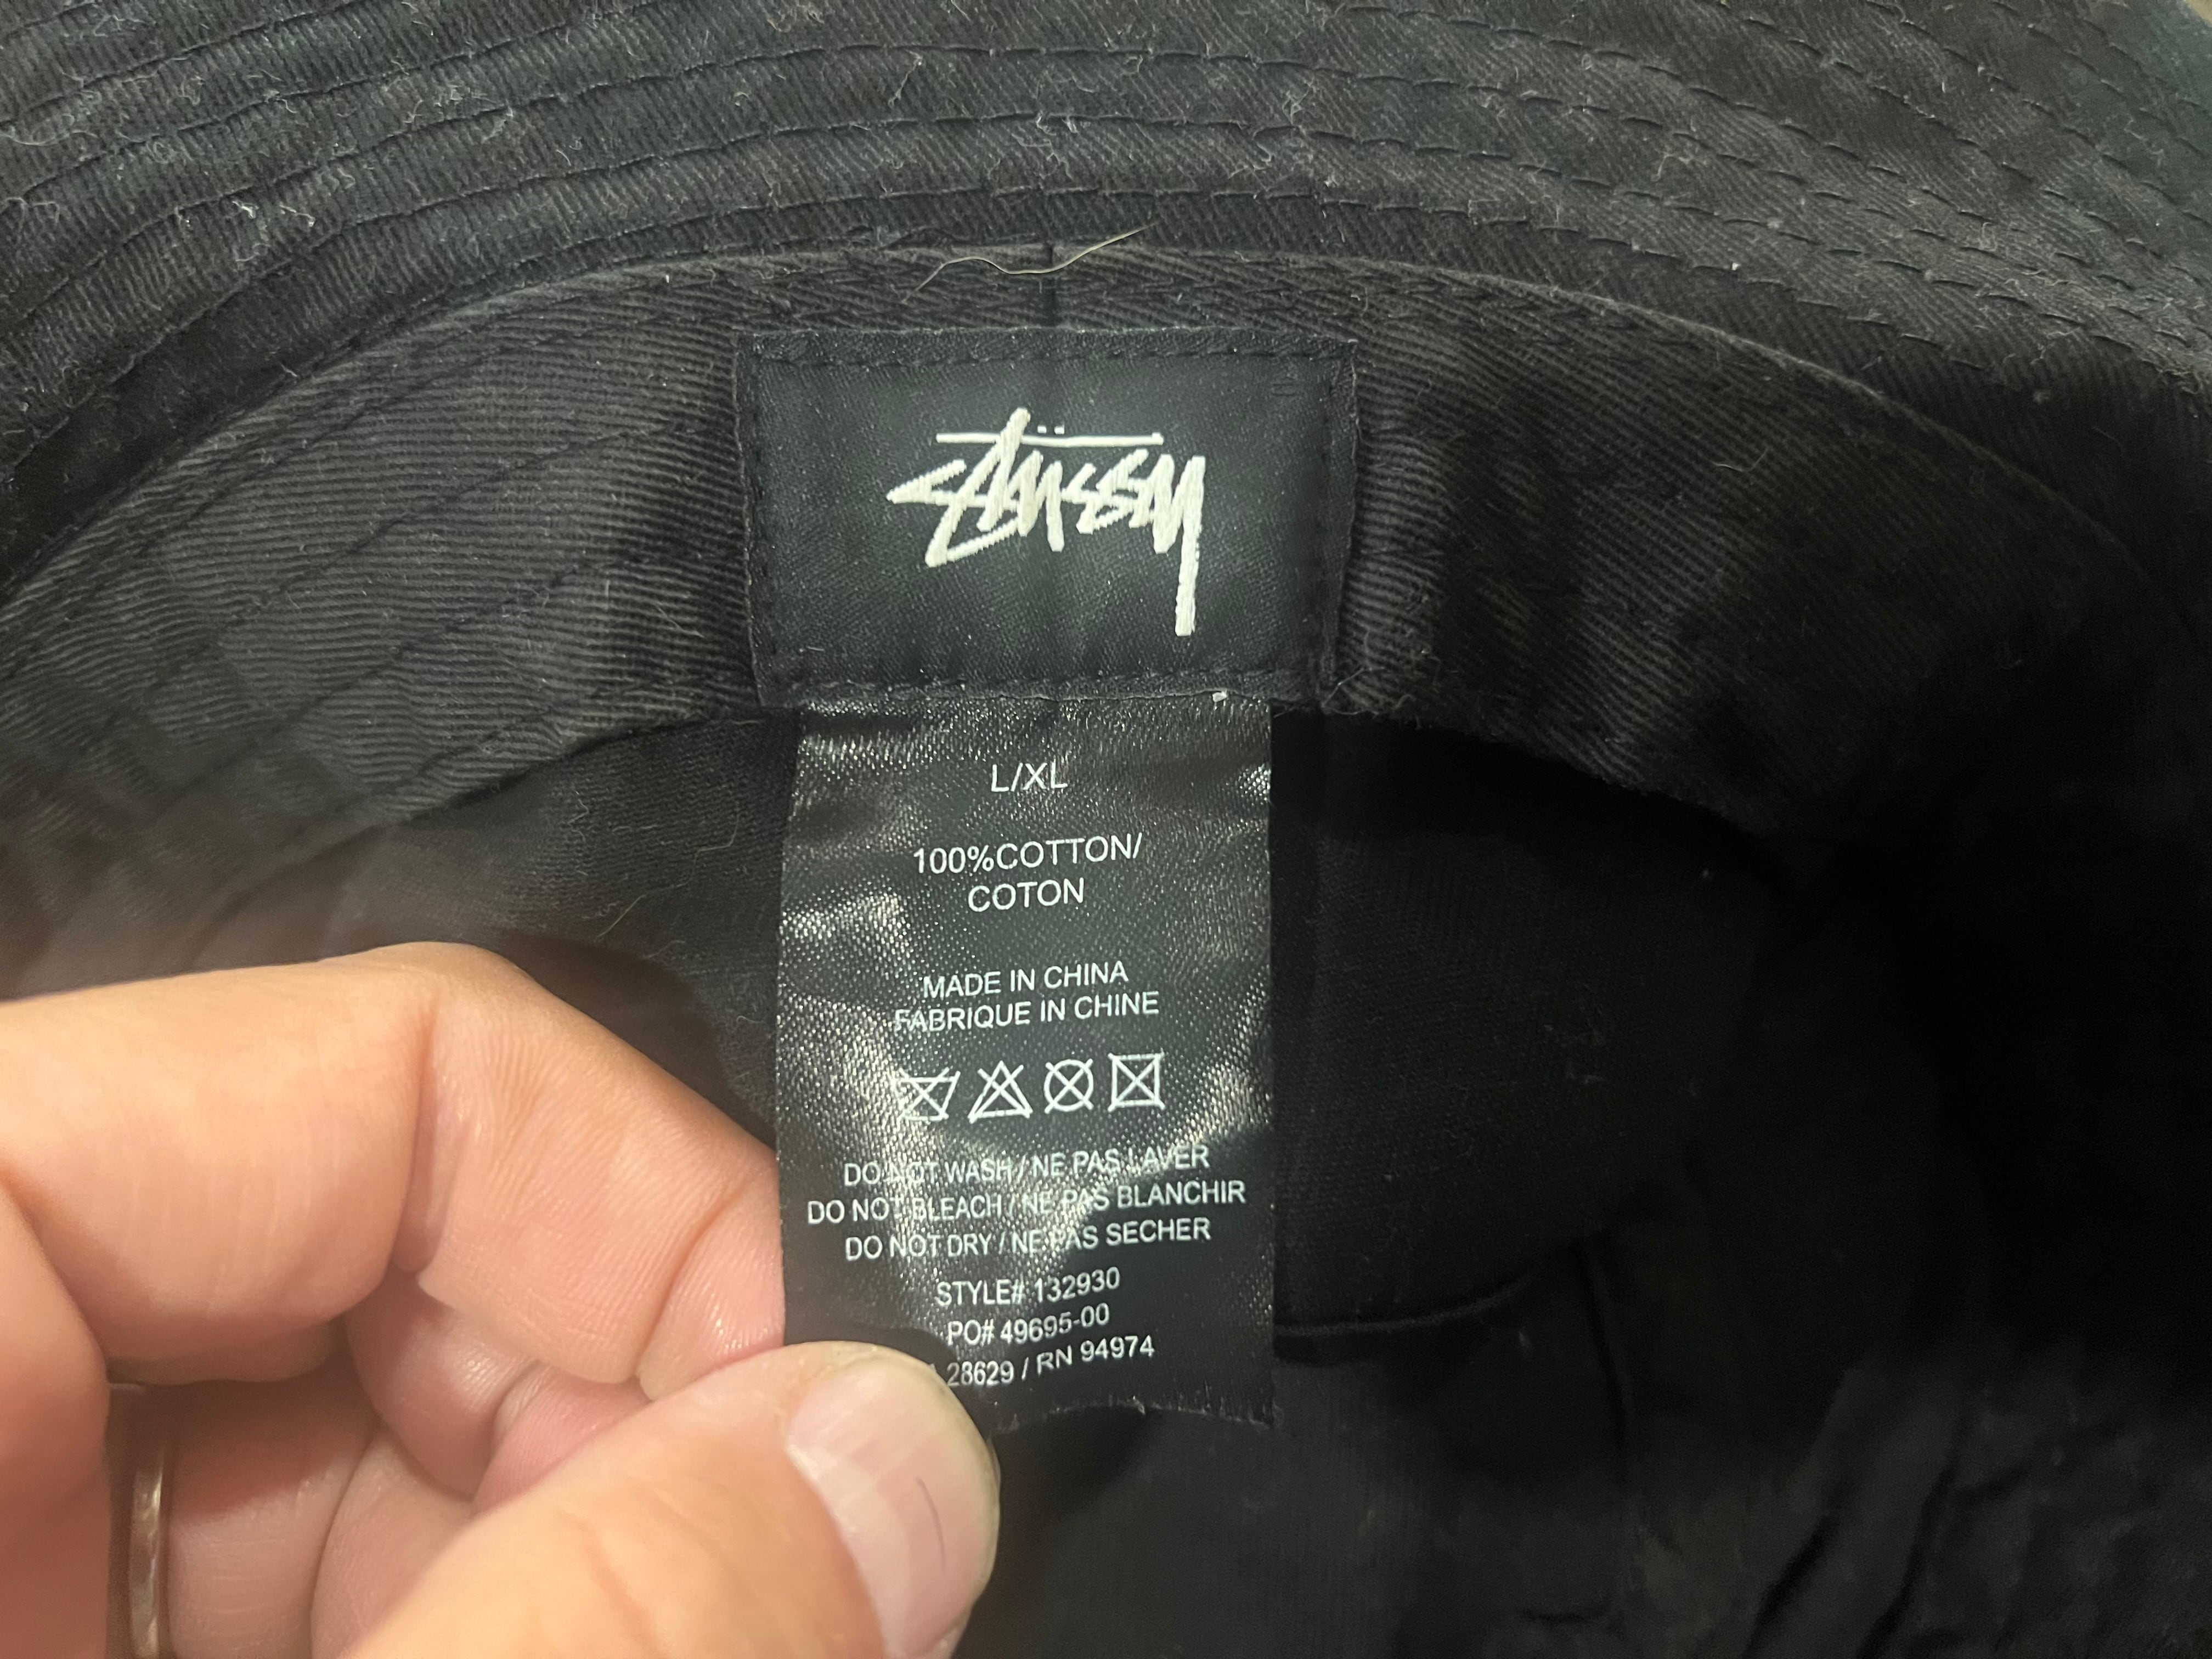 Stüssy
L/XL
100%COTTON/
COTON
MADE IN CHINA
FABRIQUE IN CHINE
DO NOT WASH / NE PAS LAVER
DO NOT BLEACH / NE PAS BLANCHIR
DO NOT DRY / NE PAS SECHER
STYLE# 132930
PO# 49695-00
28629 / RN 94974